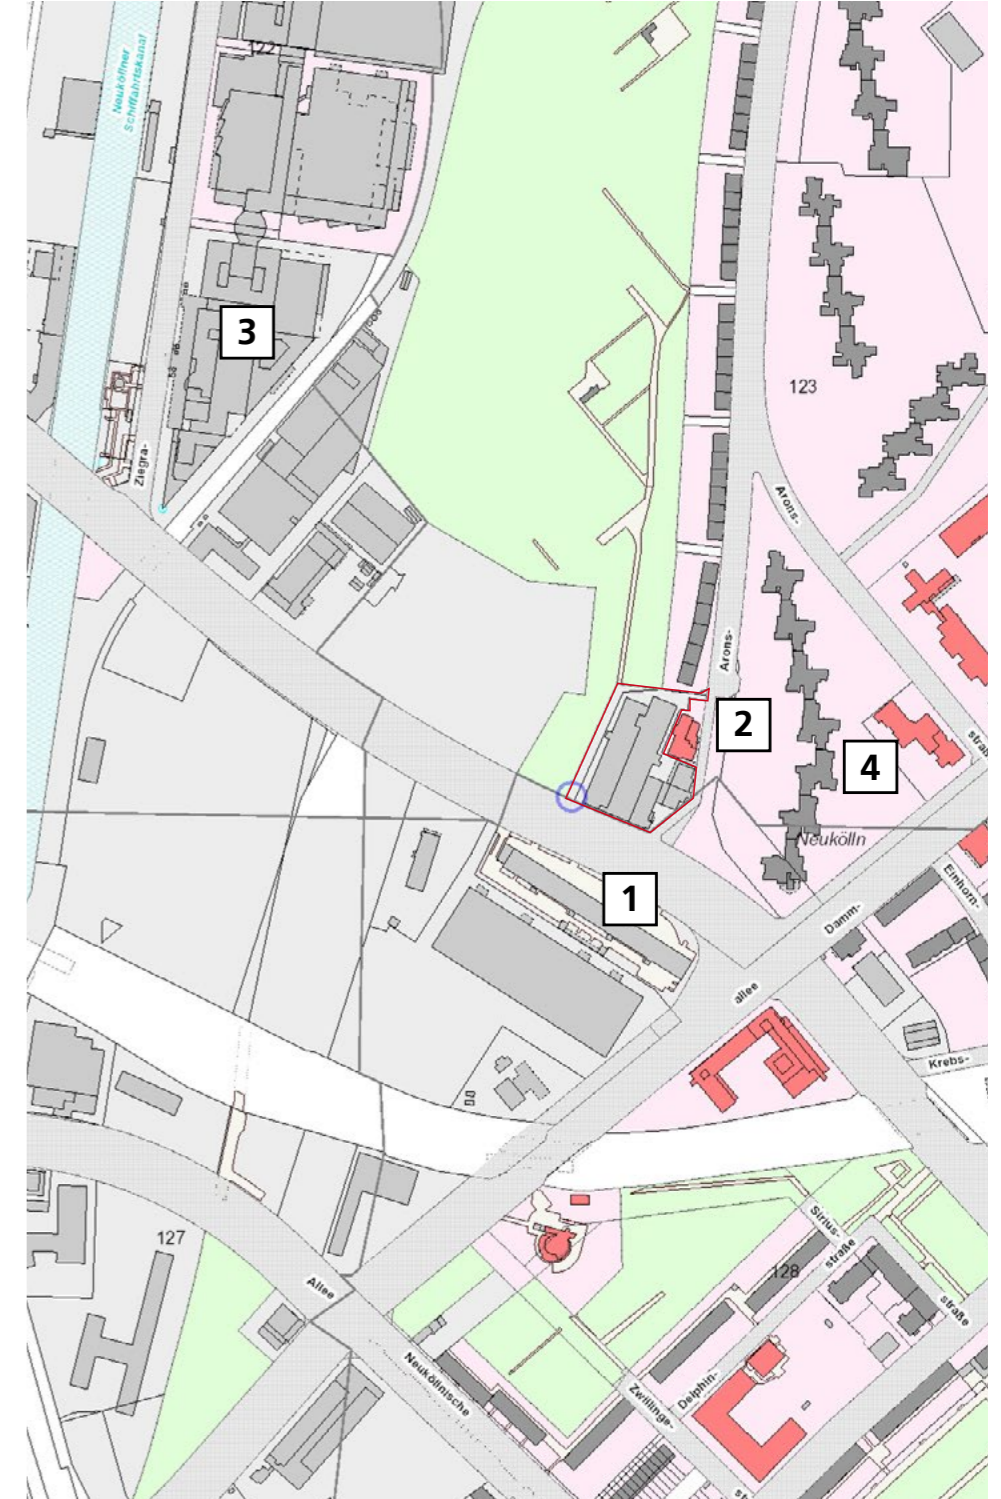 122
Neuköllner
Schiffahrtskanal
3
123
Ziegra-
Arons-
Arons-
2
straße
4
Neukölln
1
Damm-
Einhorn-
allee
Krebs-
Sirius-
straße
127
128
Allee
straße
Neuköllnische
Zwillinge-
Delphin-
str